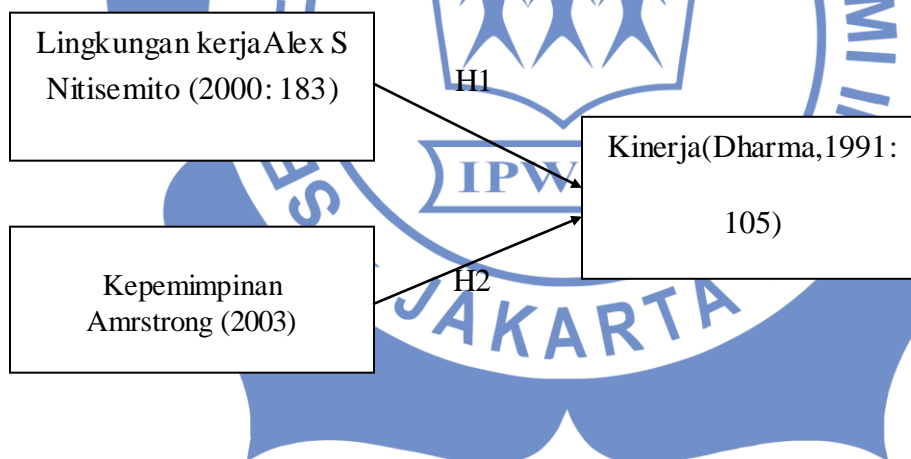 Lingkungan kerjaAlex S
Nitisemito (2000: 183)
H1
Kinerja(Dharma,1991:
105)
IPW
Kepemimpinan
Amrstrong (2003)
H2
JAKARTA